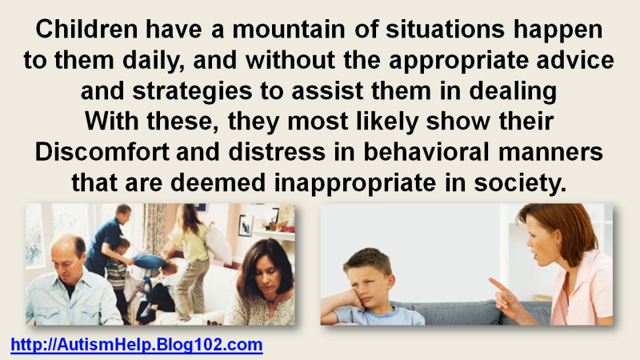 Children have a mountain of situations happen
to them daily, and without the appropriate advice
and strategies to assist them in dealing
With these, they most likely show their
Discomfort and distress in behavioral manners
that are deemed inappropriate in society.
http://AutismHelp.Blog102.com